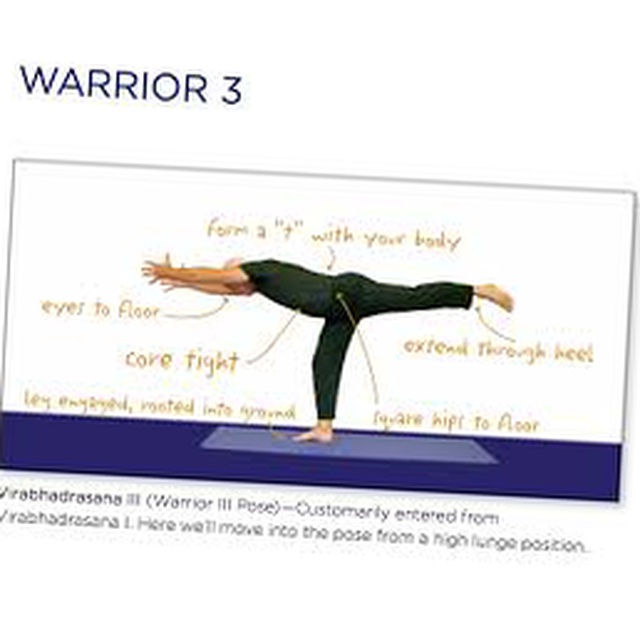 WARRIOR 3
form a "t" with your body
eyes to floor
extend through heel
core tight
leg engaged, rooted into ground
square hips to floor
Virabhadrasana III (Warrior III Pose)—Customarily entered from
Virabhadrasana I. Here we'll move into the pose from a high lunge position.